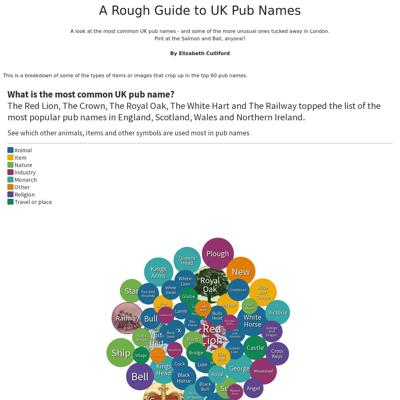 A Rough Guide to UK Pub Names
A look at the most common UK pub names - and some of the more unusual ones tucked away in London.
Pint at the Salmon and Ball, anyone?
By Elizabeth Culliford
This is a breakdown of some of the types of items or images that crop up in the top 60 pub names.
What is the most common UK pub name?
The Red Lion, The Crown, The Royal Oak, The White Hart and The Railway topped the list of the
most popular pub names in England, Scotland, Wales and Northern Ireland.
See which other animals, items and other symbols are used most in pub names
Animal
Item
Nature
Industry
Monarch
Other
Religion
Travel or place
Plough
Queens Head
Kings Arms
New
White Lion
Royal Oak
Star
Globe
Lamb
Railway
Bull
Bulls Head
White Horse
Victoria
Red Lion
Ship
Village
Bridge
Castle
Cross Keys
Kings Head
Cock
Lion
George
Wheatsheaf
Bell
Black Horse
Royal
Black Bull
Angel